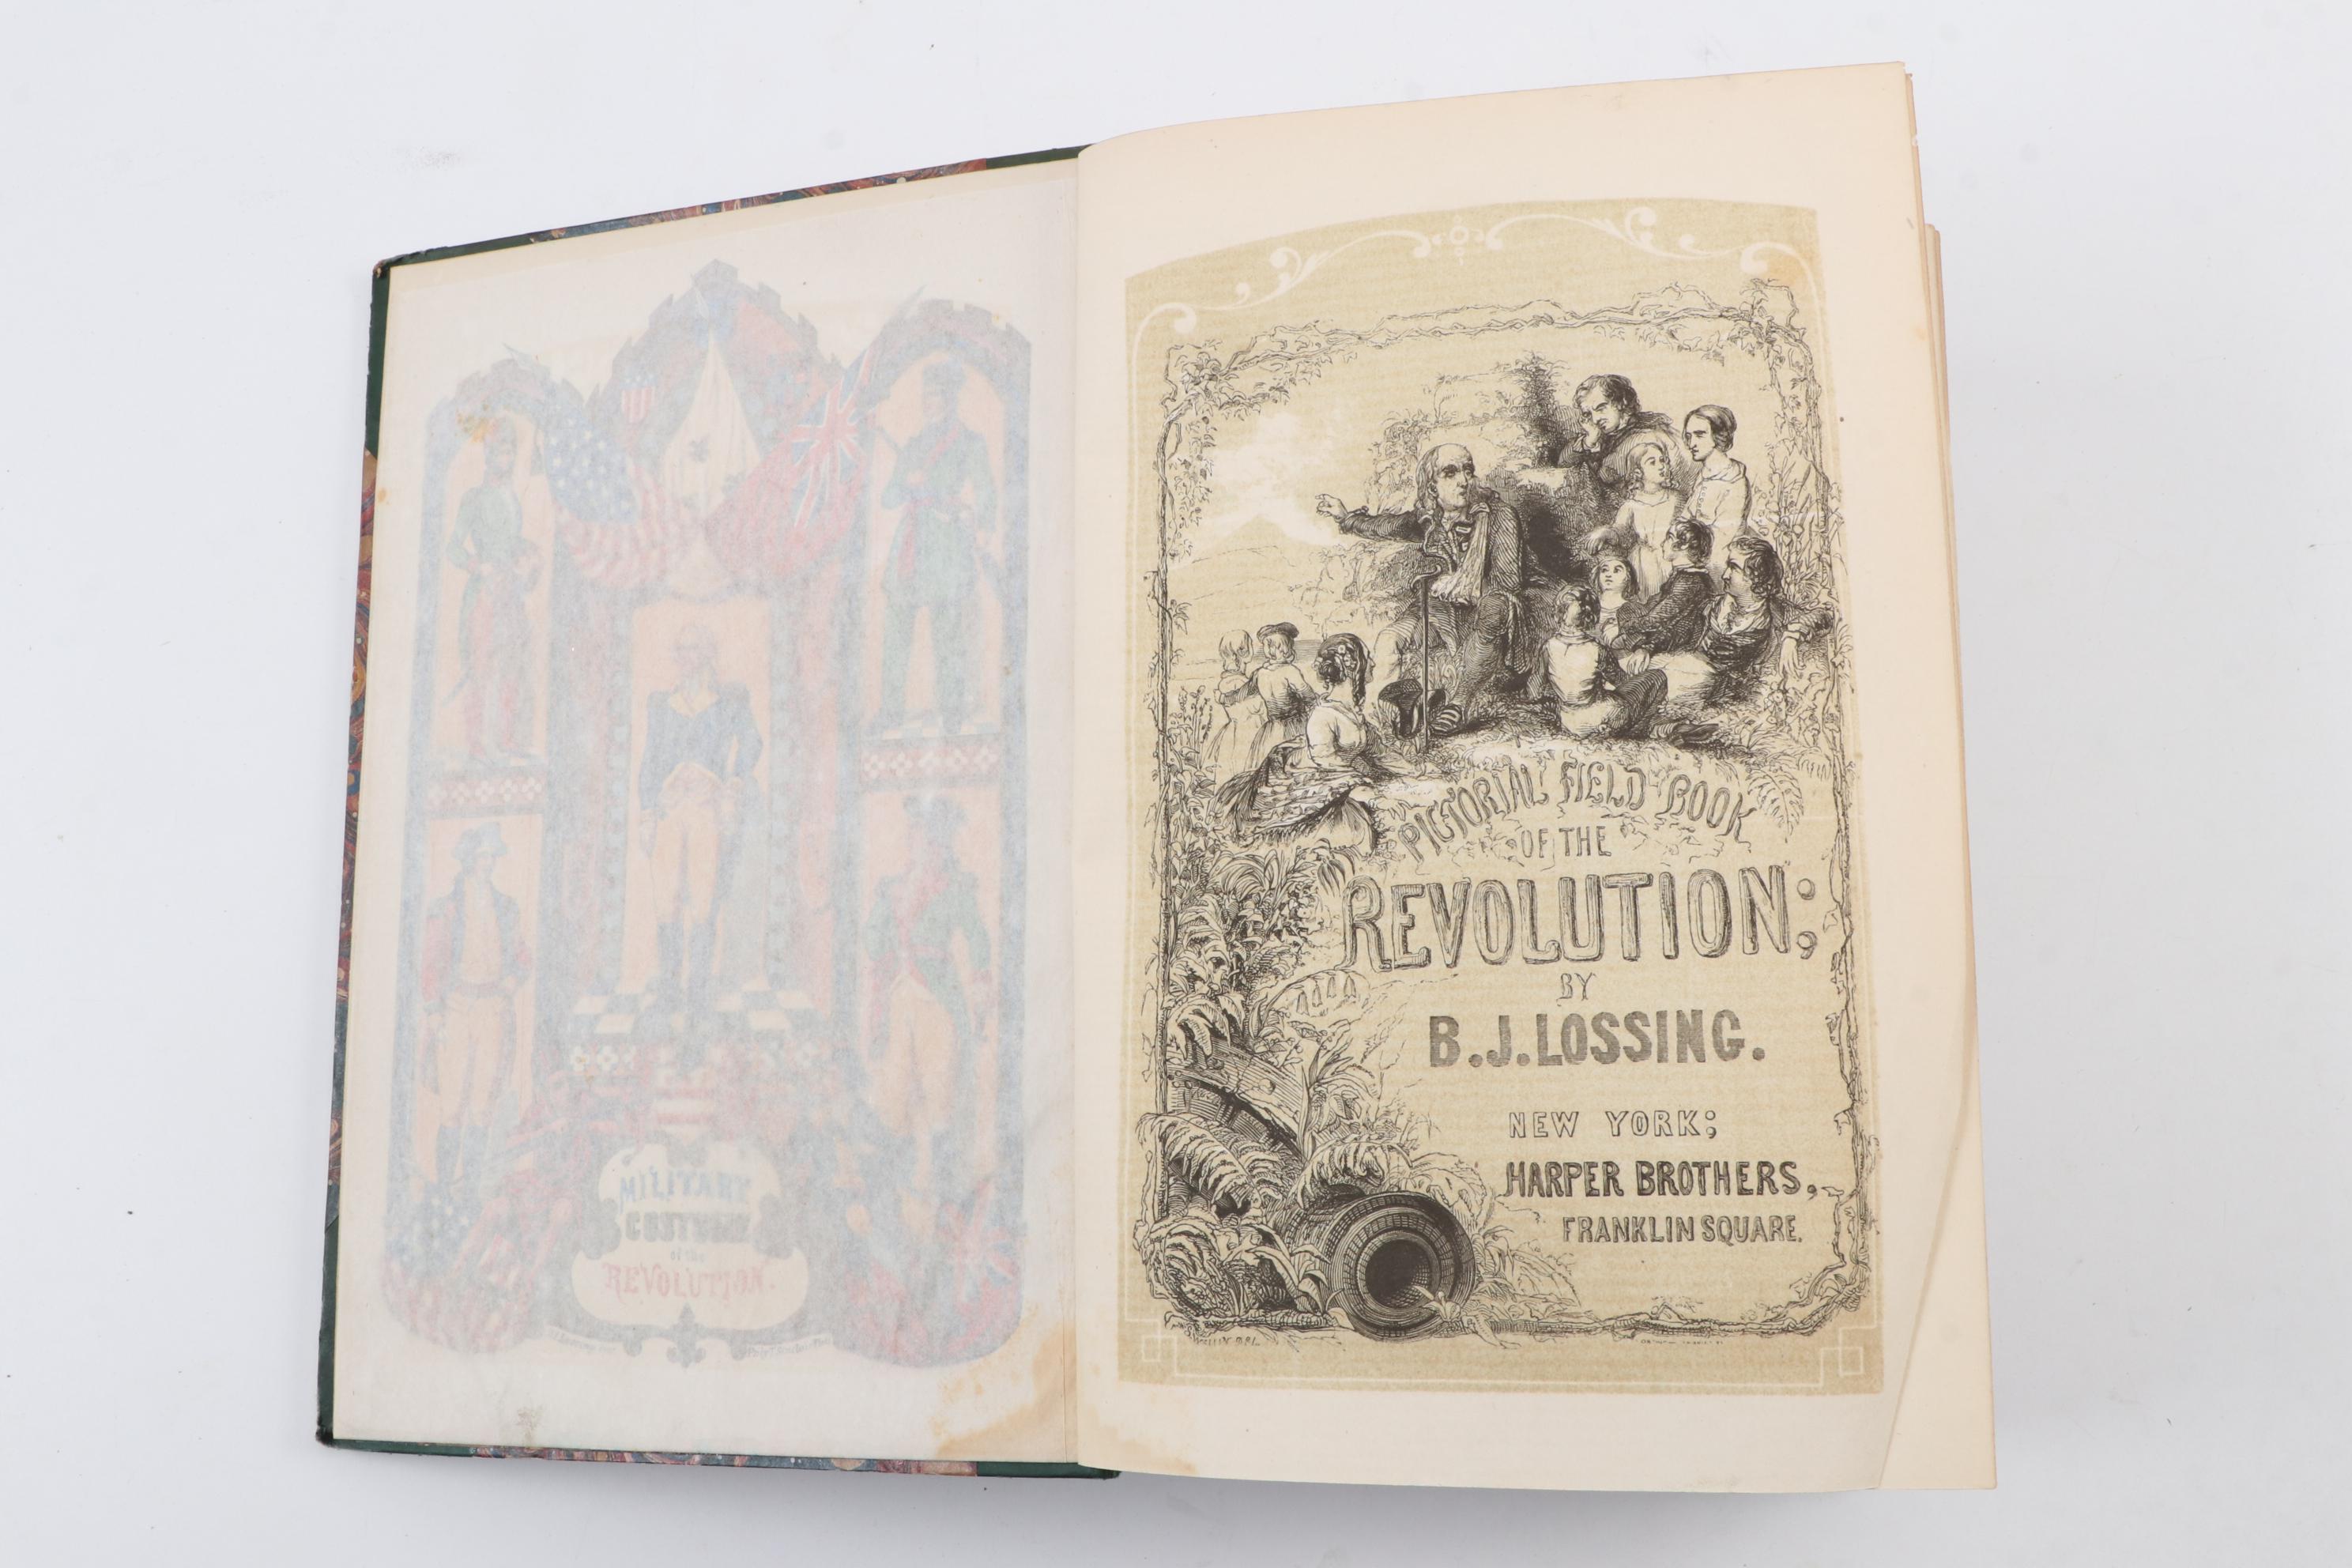 MILITARY
COSTUME
of the
REVOLUTION.
PICTORIAL FIELD BOOK
OF THE
REVOLUTION;
BY
B.J.LOSSING.
NEW YORK;
HARPER BROTHERS,
FRANKLIN SQUARE.